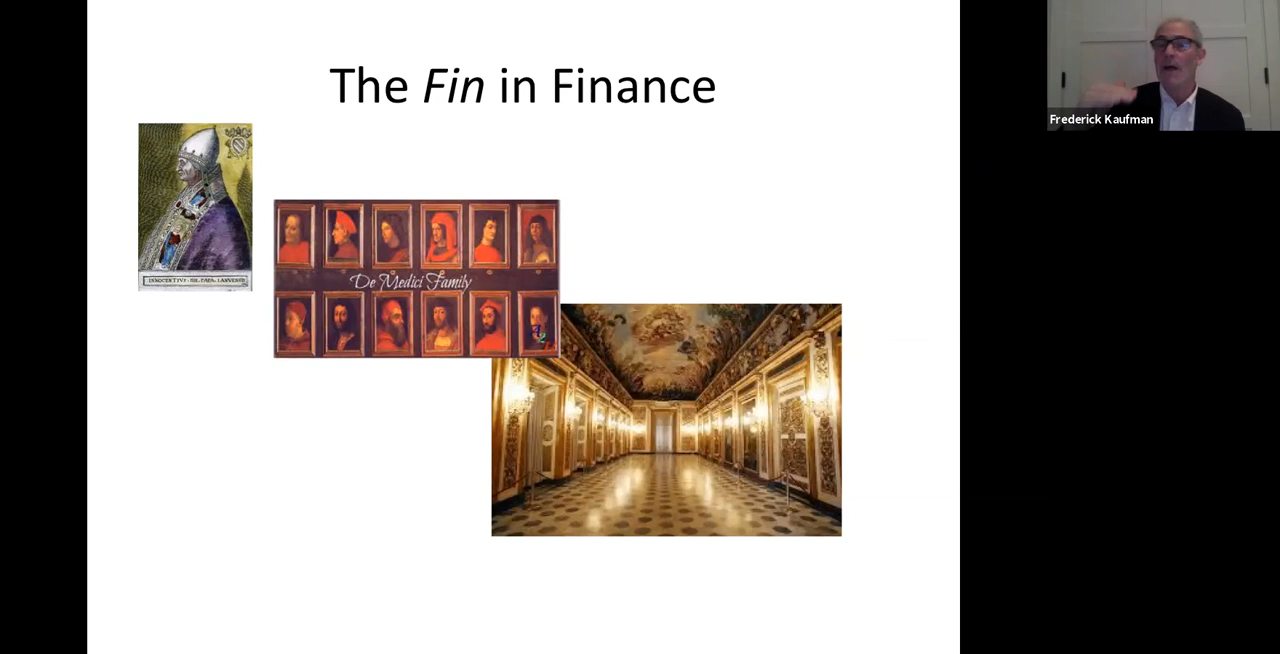 The Fin in Finance
Frederick Kaufman
De Medici Family